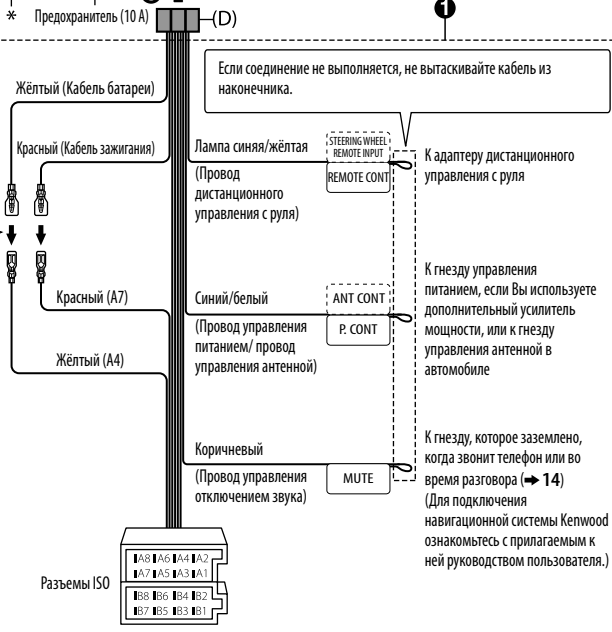 * Предохранитель (10 A)
(D)
1
Если соединение не выполняется, не вытаскивайте кабель из
наконечника.
Жёлтый (Кабель батареи)
Красный (Кабель зажигания)
Лампа синяя/жёлтая
(Провод
дистанционного
управления с руля)
STEERING WHEEL
REMOTE INPUT
REMOTE CONT
К адаптеру дистанционного
управления с руля
Красный (A7)
Жёлтый (A4)
Синий/белый
(Провод управления
питанием/ провод
управления антенной)
ANT CONT
P. CONT
К гнезду управления
питанием, если Вы используете
дополнительный усилитель
мощности, или к гнезду
управления антенной в
автомобиле
Коричневый
(Провод управления
отключением звука)
MUTE
К гнезду, которое заземлено,
когда звонит телефон или во
время разговора (➡ 14)
(Для подключения
навигационной системы Kenwood
ознакомьтесь с прилагаемым к
ней руководством пользователя.)
Разъемы ISO
A8 A6 A4 A2
A7 A5 A3 A1
B8 B6 B4 B2
B7 B5 B3 B1